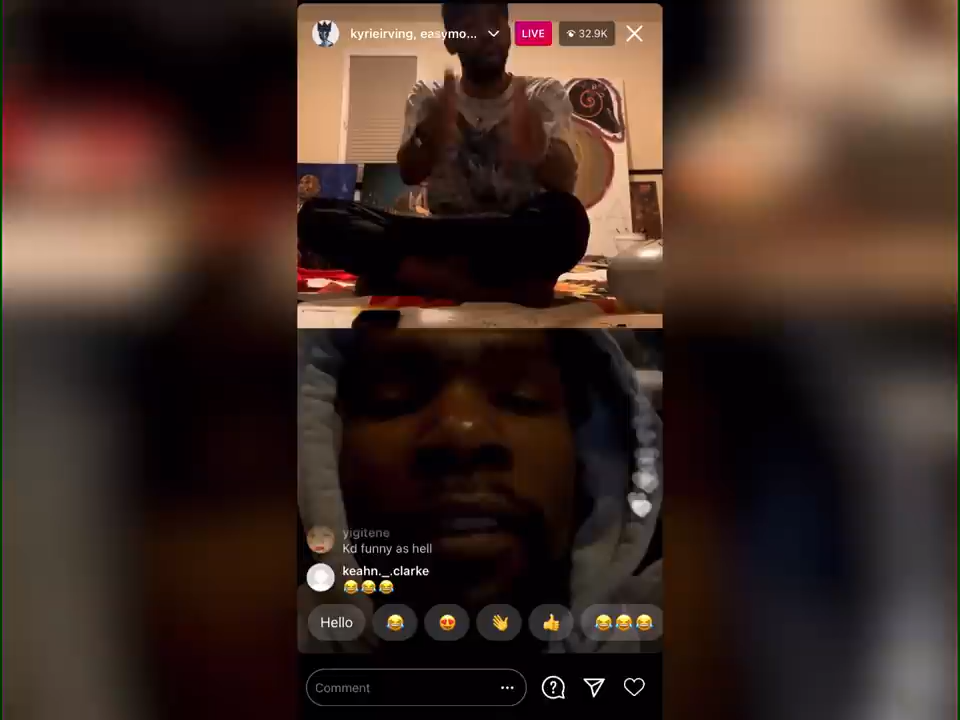 kyrieirving, easymo...
LIVE
32.9K
yigitene
Kd funny as hell
keahn._.clarke
😂😂😂
Hello 😂 😍 👋 👍 😂😂😂
Comment